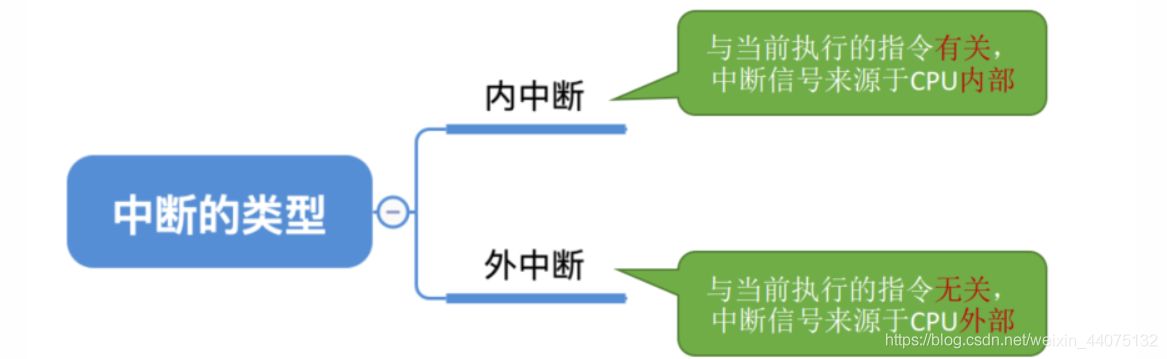 与当前执行的指令有关，
中断信号来源于CPU内部
内中断
中断的类型
外中断
与当前执行的指令无关，
中断信号来源于CPU外部
https://blog.csdn.net/weixin_44075132